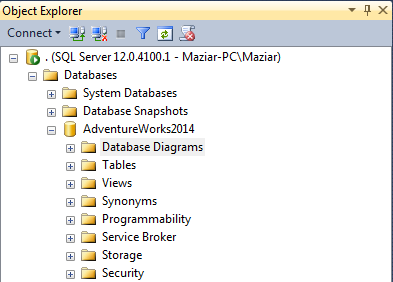 Object Explorer
Connect
. (SQL Server 12.0.4100.1 - Maziar-PC\Maziar)
Databases
System Databases
Database Snapshots
AdventureWorks2014
Database Diagrams
Tables
Views
Synonyms
Programmability
Service Broker
Storage
Security